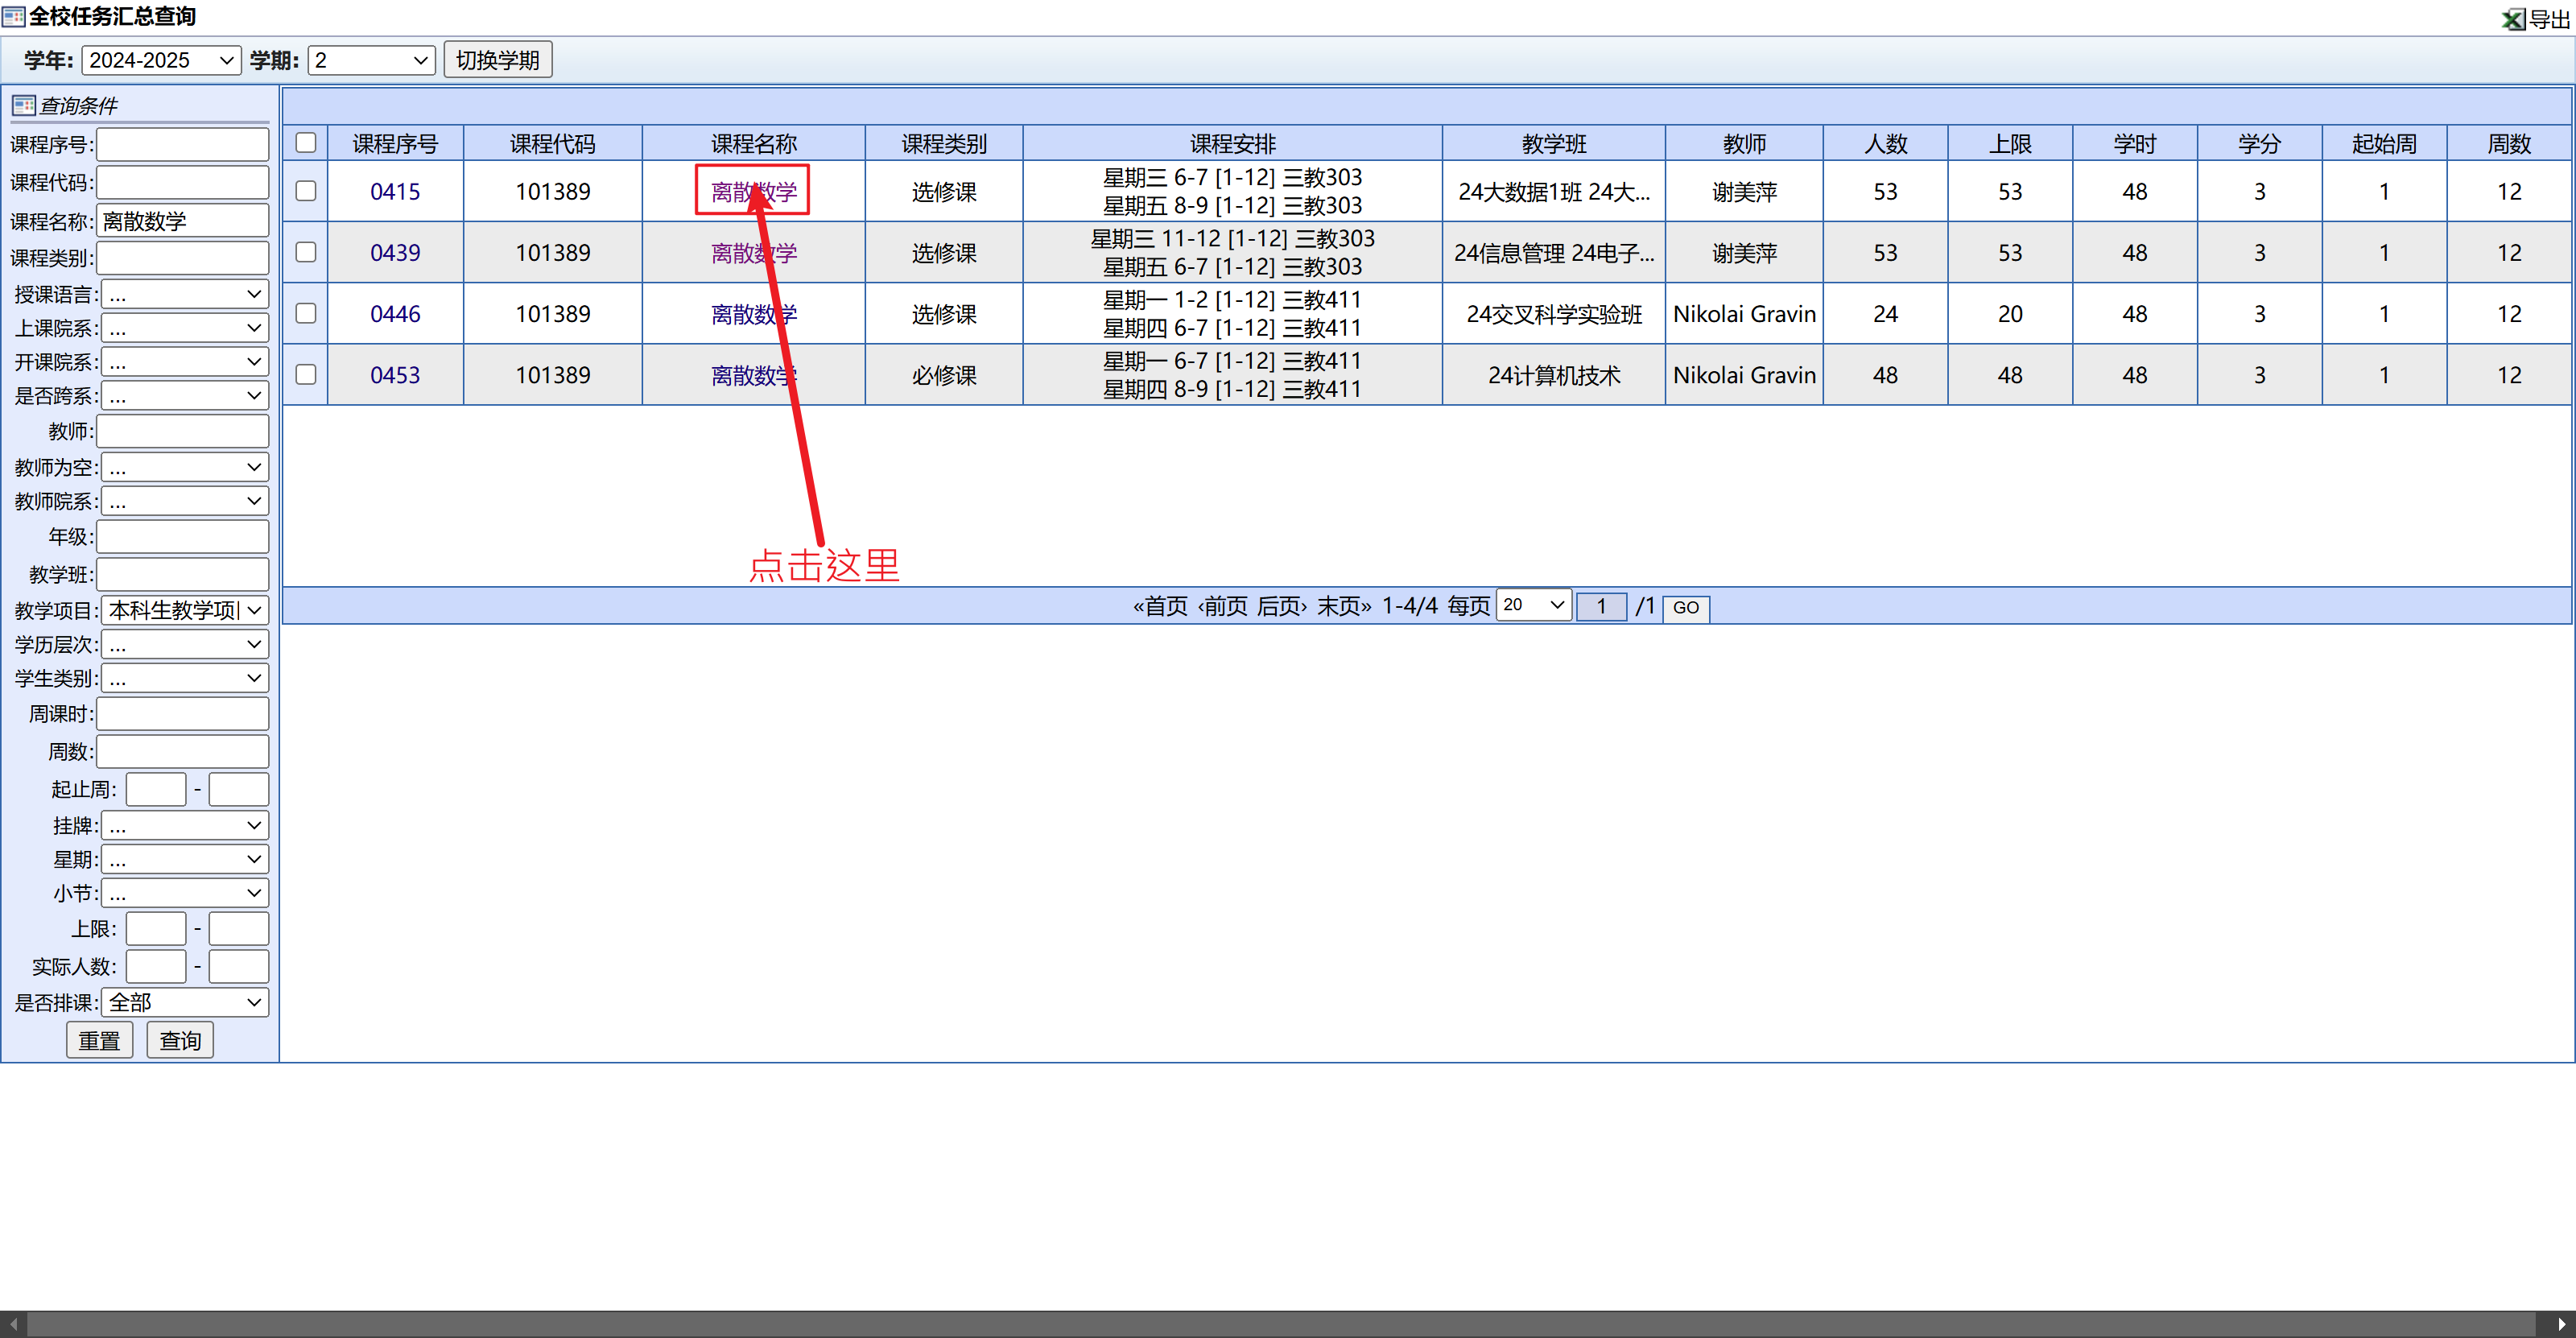 全校任务汇总查询
导出
学年: 2024-2025 学期: 2 切换学期
查询条件
课程序号:
课程代码:
课程名称: 离散数学
课程类别:
授课语言: ...
上课院系: ...
开课院系: ...
是否跨系: ...
教师:
教师为空: ...
教师院系: ...
年级:
教学班:
教学项目: 本科生教学项
学历层次: ...
学生类别: ...
周课时:
周数:
起止周: -
挂牌: ...
星期: ...
小节: ...
上限: -
实际人数: -
是否排课: 全部
重置 查询
课程序号 课程代码 课程名称 课程类别 课程安排 教学班 教师 人数 上限 学时 学分 起始周 周数
0415 101389 离散数学 选修课 星期三 6-7 [1-12] 三教303 24大数据1班 24大... 谢美萍 53 53 48 3 1 12
星期五 8-9 [1-12] 三教303
0439 101389 离散数学 选修课 星期三 11-12 [1-12] 三教303 24信息管理 24电子... 谢美萍 53 53 48 3 1 12
星期五 6-7 [1-12] 三教303
0446 101389 离散数学 选修课 星期一 1-2 [1-12] 三教411 24交叉科学实验班 Nikolai Gravin 24 20 48 3 1 12
星期四 6-7 [1-12] 三教411
0453 101389 离散数学 必修课 星期一 6-7 [1-12] 三教411 24计算机技术 Nikolai Gravin 48 48 48 3 1 12
星期四 8-9 [1-12] 三教411
点击这里
«首页 ‹前页 后页› 末页» 1-4/4 每页 20 1 /1 GO